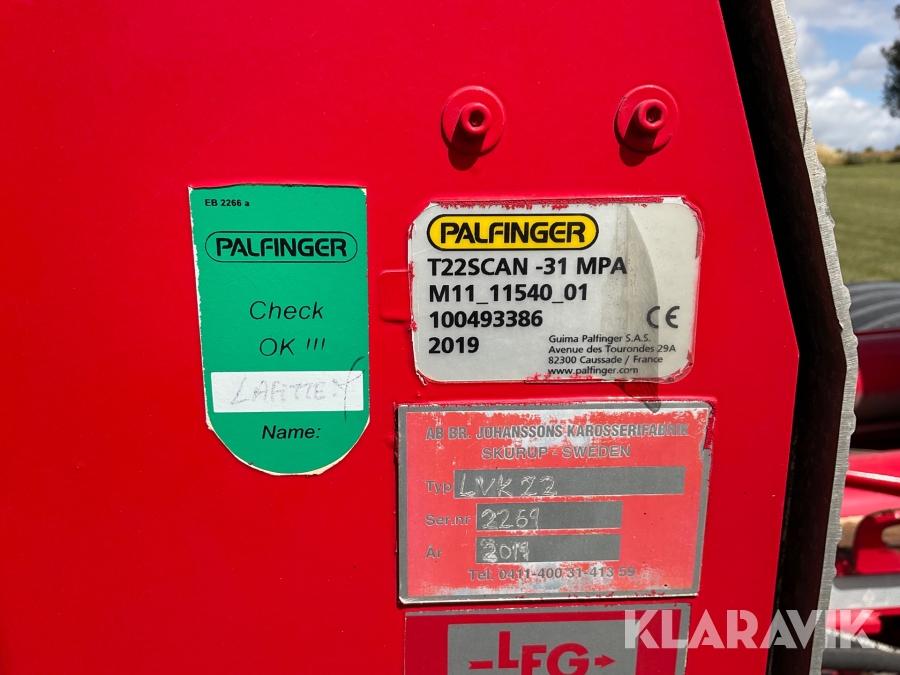 EB 2266 a
PALFINGER
Check
OK !!!
LAFITTE Y
Name:
PALFINGER
T22SCAN -31 MPA
M11_11540_01
100493386
2019
CE
Guima Palfinger S.A.S.
Avenue des Tourondes 29A
82300 Caussade / France
www.palfinger.com
AB BR. JOHANSSONS KAROSSERIFABRIK
SKURUP - SWEDEN
Typ LVK 22
Ser.nr 2269
År 2019
Tel. 0411-400 31-413 59
LFG
KLARAVIK